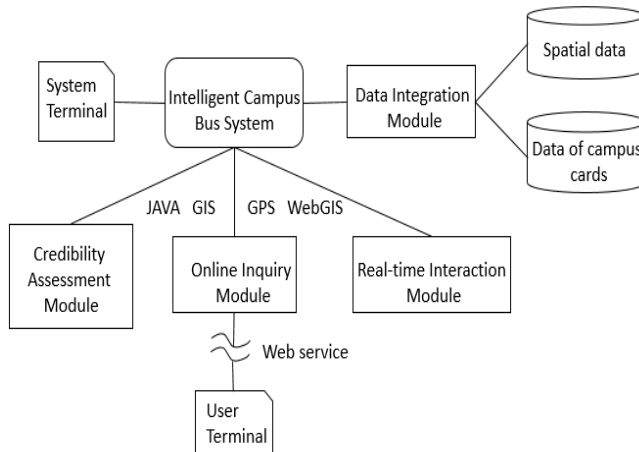 Spatial data
System
Terminal
Intelligent Campus
Bus System
Data Integration
Module
Data of campus
cards
JAVA GIS GPS WebGIS
Credibility
Assessment
Module
Online Inquiry
Module
Real-time Interaction
Module
Web service
User
Terminal